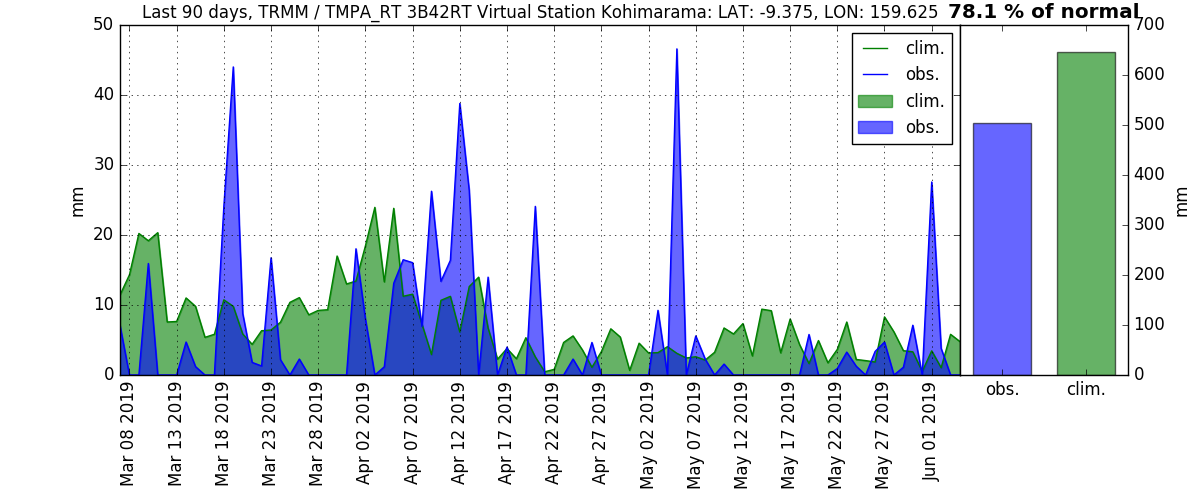 Last 90 days, TRMM / TMPA_RT 3B42RT Virtual Station Kohimarama: LAT: -9.375, LON: 159.625
78.1 % of normal
50
40
30
20
10
0
mm
clim.
obs.
clim.
obs.
700
600
500
400
300
200
100
0
mm
obs.
clim.
Mar 08 2019
Mar 13 2019
Mar 18 2019
Mar 23 2019
Mar 28 2019
Apr 02 2019
Apr 07 2019
Apr 12 2019
Apr 17 2019
Apr 22 2019
Apr 27 2019
May 02 2019
May 07 2019
May 12 2019
May 17 2019
May 22 2019
May 27 2019
Jun 01 2019